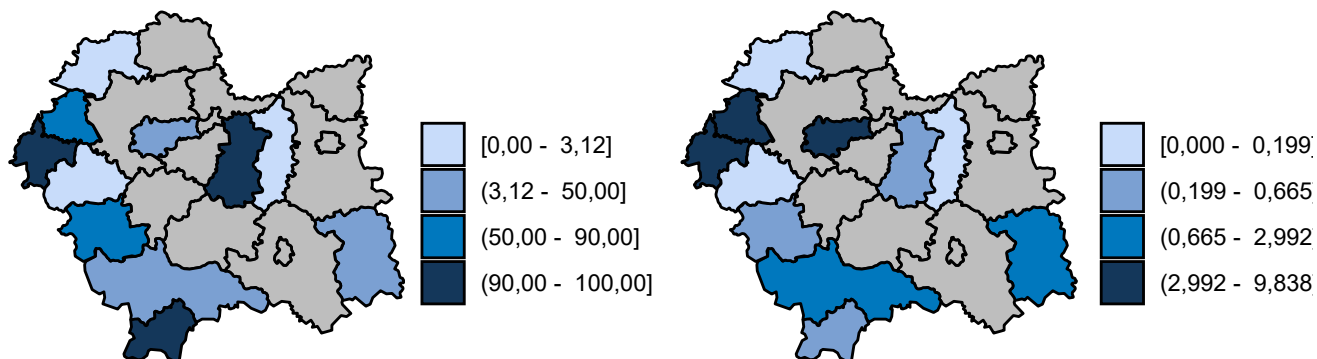 [0,00 - 3,12]
(3,12 - 50,00]
(50,00 - 90,00]
(90,00 - 100,00]
[0,000 - 0,199]
(0,199 - 0,665]
(0,665 - 2,992]
(2,992 - 9,838]